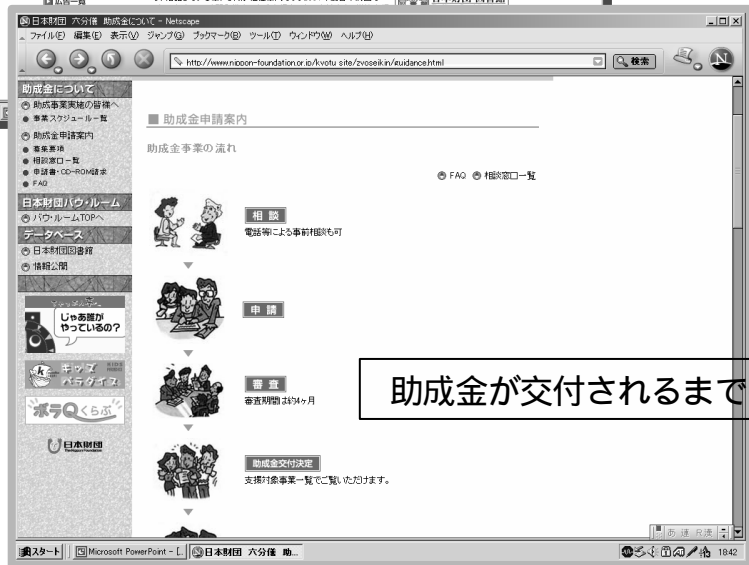 日本財団 六分儀 助成金について - Netscape
ファイル(F) 編集(E) 表示(V) ジャンプ(G) ブックマーク(B) ツール(T) ウィンドウ(W) ヘルプ(H)
検索
助成金について
助成事業実施の皆様へ
事業スケジュール一覧
助成金申請案内
募集要項
相談窓口一覧
申請書・CD-ROM請求
FAQ
日本財団パウ・ルーム
パウ・ルームTOPへ
データベース
日本財団図書館
情報公開
じゃあ誰が
やっているの?
キッズ
パラダイス
ボラQくらぶ
日本財団
助成金申請案内
助成金事業の流れ
FAQ 相談窓口一覧
相談
電話等による事前相談も可
申請
審査
審査期間は約4ヶ月
助成金が交付されるまで
助成金交付決定
支援対象事業一覧でご覧いただけます。
スタート
Microsoft PowerPoint - [..
日本財団 六分儀 助...
18:42